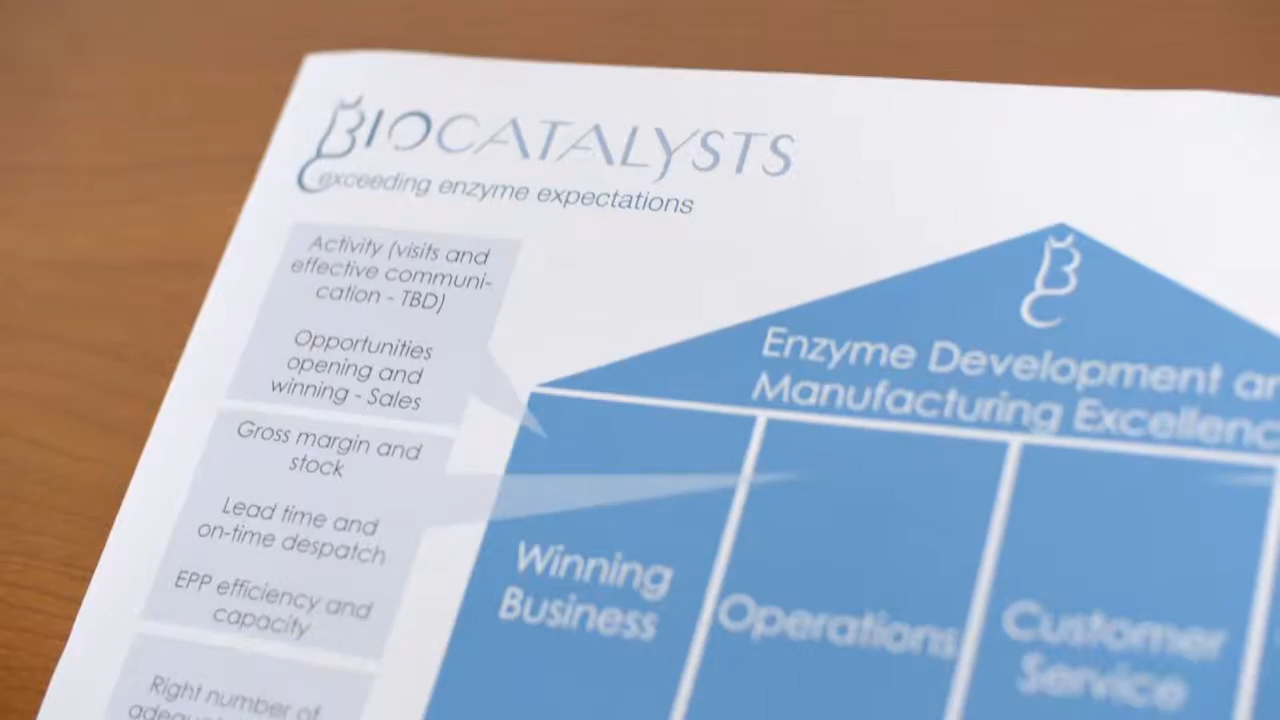 BIOCATALYSTS
exceeding enzyme expectations
Activity (visits and
effective communi-
cation - TBD)
Opportunities
opening and
winning - Sales
Gross margin and
stock
Lead time and
on-time despatch
EPP efficiency and
capacity
Right number of
Enzyme Development
Manufacturing
Winning
Business
Operations
Customer
Service